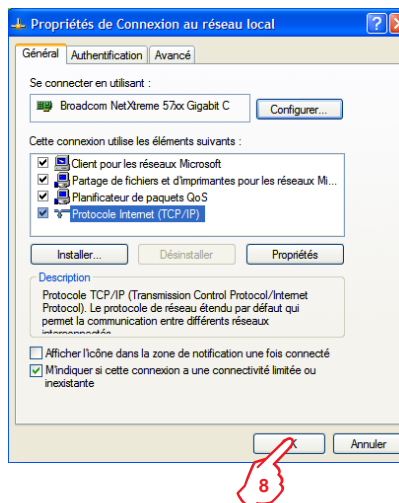 Propriétés de Connexion au réseau local
Général Authentification Avancé
Se connecter en utilisant :
Broadcom NetXtreme 57xx Gigabit C Configurer...
Cette connexion utilise les éléments suivants :
Client pour les réseaux Microsoft
Partage de fichiers et d'imprimantes pour les réseaux Mi...
Planificateur de paquets QoS
Protocole Internet (TCP/IP)
Installer... Désinstaller Propriétés
Description
Protocole TCP/IP (Transmission Control Protocol/Internet
Protocol). Le protocole de réseau étendu par défaut qui
permet la communication entre différents réseaux
Afficher l'icône dans la zone de notification une fois connecté
M'indiquer si cette connexion a une connectivité limitée ou
inexistante
Annuler
8